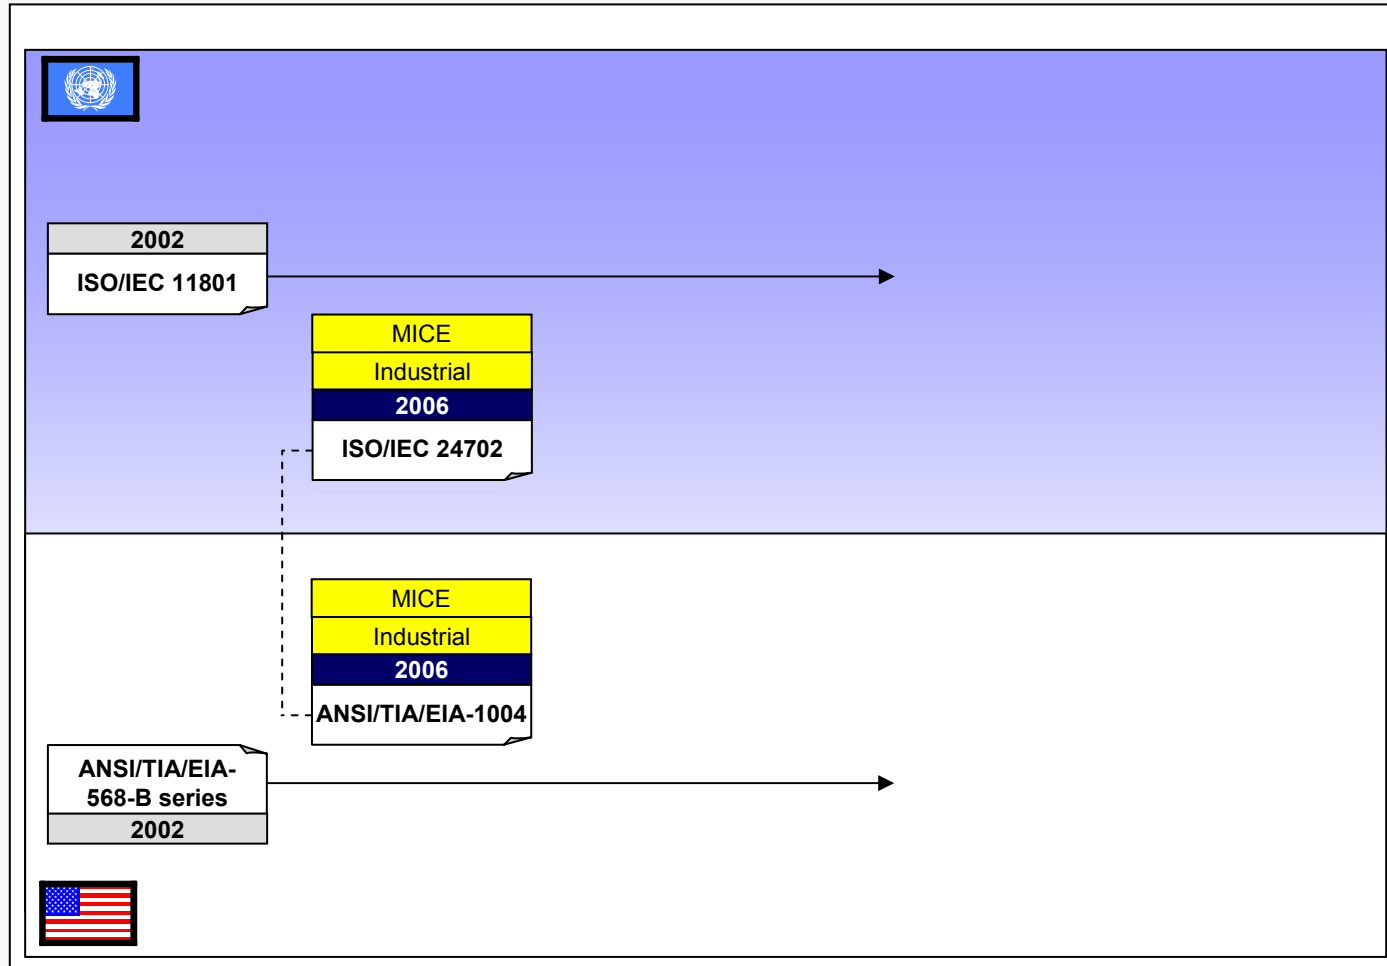 2002
ISO/IEC 11801
MICE
Industrial
2006
ISO/IEC 24702
MICE
Industrial
2006
ANSI/TIA/EIA-1004
ANSI/TIA/EIA-
568-B series
2002